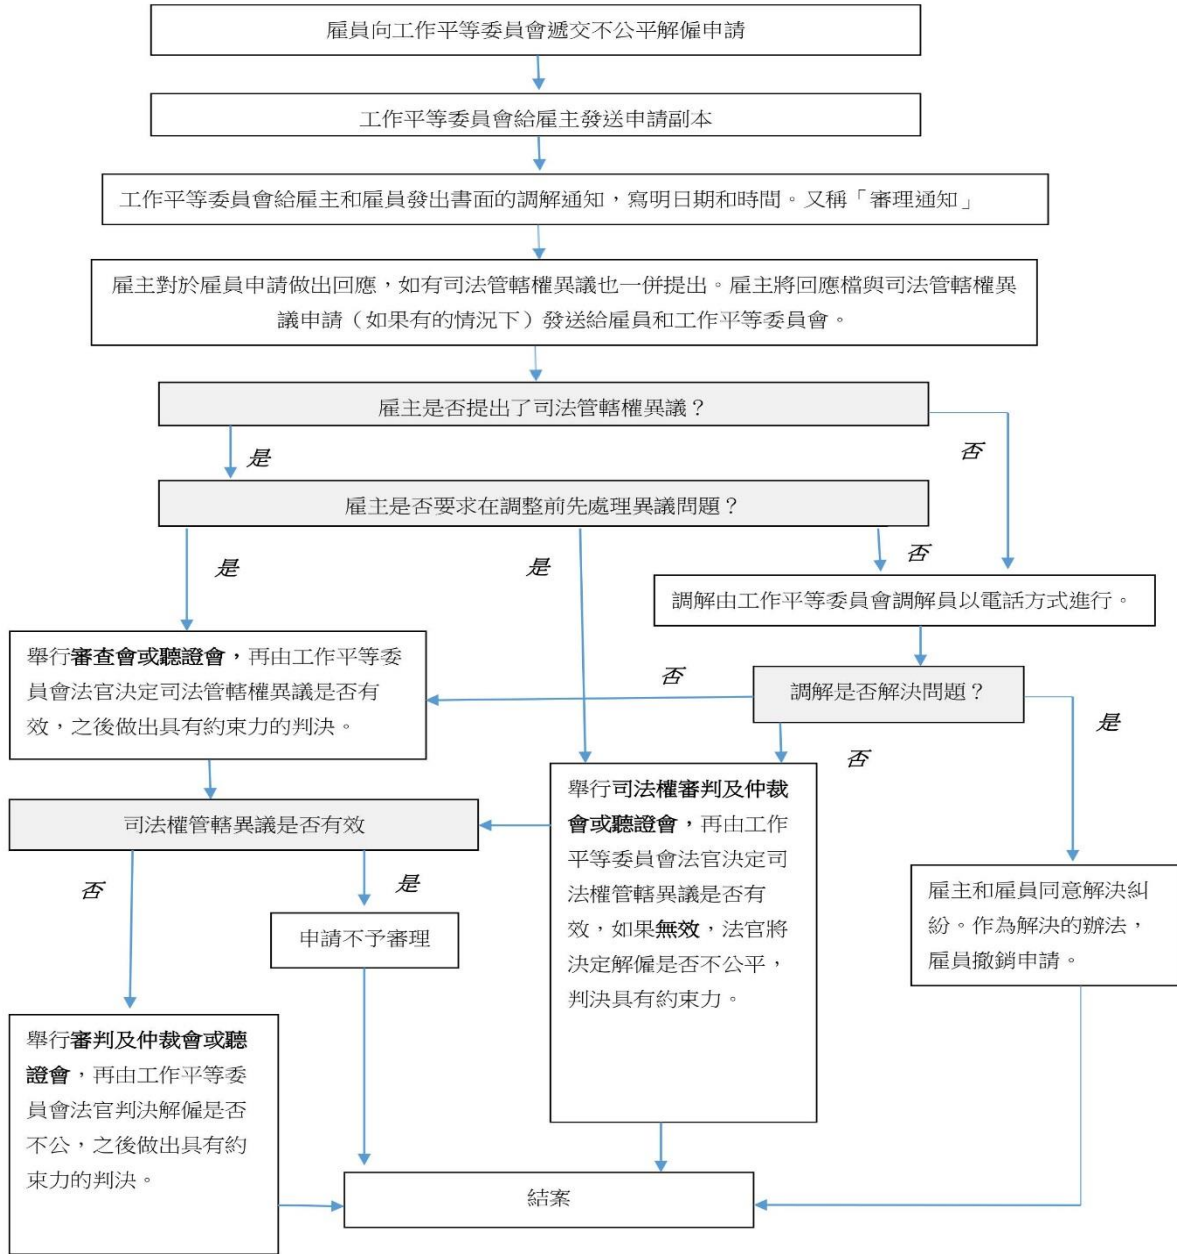 雇員向工作平等委員會遞交不公平解僱申請
工作平等委員會給雇主發送申請副本
工作平等委員會給雇主和雇員發出書面的調解通知，寫明日期和時間。又稱「審理通知」
雇主對於雇員申請做出回應，如有司法管轄權異議也一併提出。雇主將回應檔與司法管轄權異
議申請（如果有的情況下）發送給雇員和工作平等委員會。
雇主是否提出了司法管轄權異議？
是
否
雇主是否要求在調整前先處理異議問題？
是
是
否
調解由工作平等委員會調解員以電話方式進行。
舉行審查會或聽證會，再由工作平等委
員會法官決定司法管轄權異議是否有
效，之後做出具有約束力的判決。
否
調解是否解決問題？
是
否
舉行司法權審判及仲裁
會或聽證會，再由工作
平等委員會法官決定司
法權管轄異議是否有
效，如果無效，法官將
決定解僱是否不公平，
判決具有約束力。
司法權管轄異議是否有效
否
是
申請不予審理
雇主和雇員同意解決糾
紛。作為解決的辦法，
雇員撤銷申請。
舉行審判及仲裁會或聽
證會，再由工作平等委
員會法官判決解僱是否
不公，之後做出具有約
束力的判決。
結案